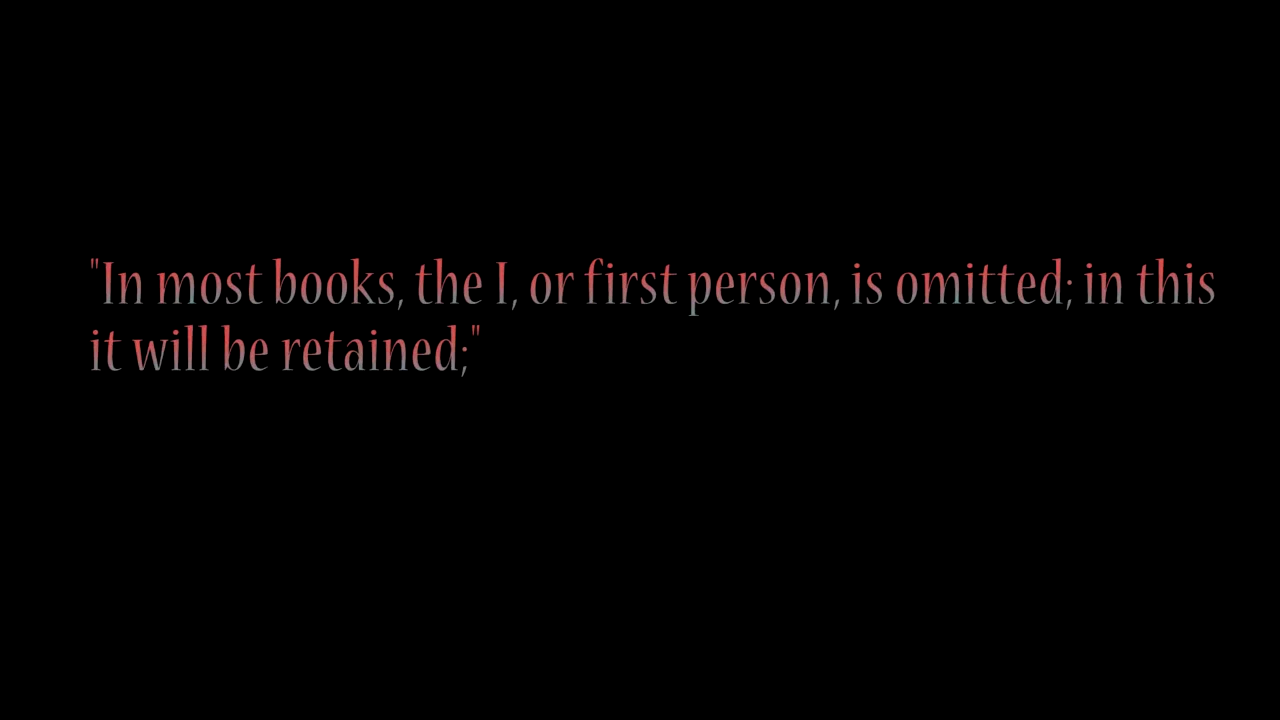 "In most books, the I, or first person, is omitted; in this
it will be retained;"